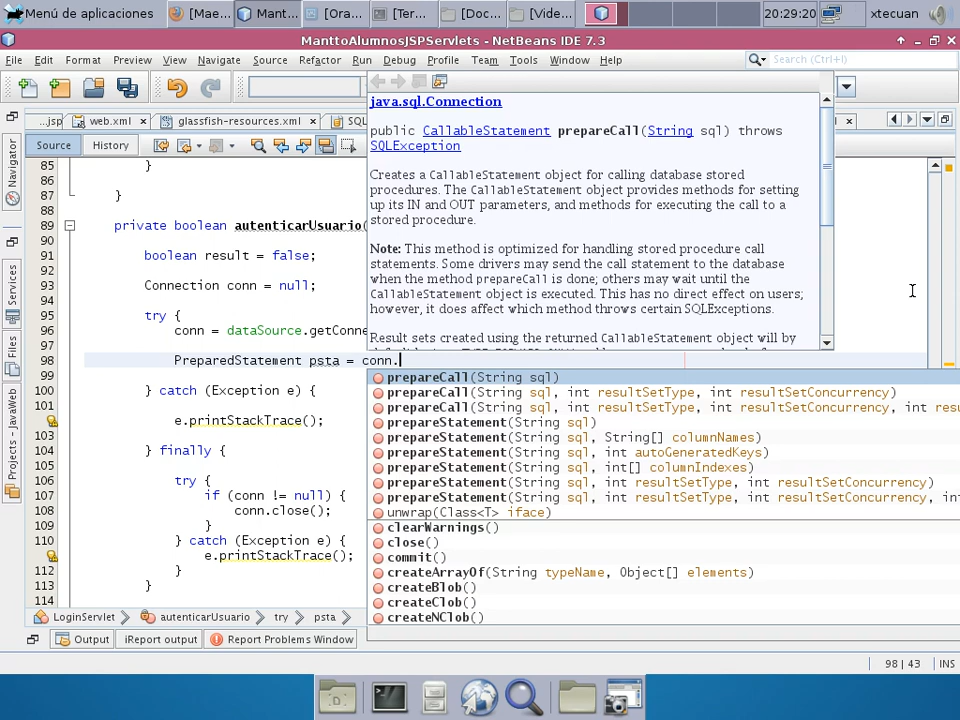 Menú de aplicaciones
[Mae...
Mant...
[Ora...
[Ter...
[Doc...
[Vide...
20:29:20
xtecuan
ManttoAlumnosJSPServlets - NetBeans IDE 7.3
File Edit Format Preview View Navigate Source Refactor Run Debug Profile Team Tools Window Help
Search (Ctrl+I)
...jsp
web.xml
glassfish-resources.xml
SQL
Source
History
Navigator
Services
Files
Projects - JavaWeb
java.sql.Connection
public CallableStatement prepareCall(String sql) throws
SQLException
Creates a CallableStatement object for calling database stored
procedures. The CallableStatement object provides methods for setting
up its IN and OUT parameters, and methods for executing the call to a
stored procedure.
Note: This method is optimized for handling stored procedure call
statements. Some drivers may send the call statement to the database
when the method prepareCall is done; others may wait until the
CallableStatement object is executed. This has no direct effect on users;
however, it does affect which method throws certain SQLExceptions.
Result sets created using the returned CallableStatement object will by
85 }
86
87 }
88
89 private boolean autenticarUsuario(
90
91 boolean result = false;
92
93 Connection conn = null;
94
95 try {
96 conn = dataSource.getConne
97
98 PreparedStatement psta = conn.
99
100 } catch (Exception e) {
101
e.printStackTrace();
103
104 } finally {
105
106 try {
107 if (conn != null) {
108 conn.close();
109 }
110 } catch (Exception e) {
e.printStackTrace();
112 }
113 }
114
prepareCall(String sql)
prepareCall(String sql, int resultSetType, int resultSetConcurrency)
prepareCall(String sql, int resultSetType, int resultSetConcurrency, int resu
prepareStatement(String sql)
prepareStatement(String sql, String[] columnNames)
prepareStatement(String sql, int autoGeneratedKeys)
prepareStatement(String sql, int[] columnIndexes)
prepareStatement(String sql, int resultSetType, int resultSetConcurrency)
prepareStatement(String sql, int resultSetType, int resultSetConcurrency,
unwrap(Class<T> iface)
clearWarnings()
close()
commit()
createArrayOf(String typeName, Object[] elements)
createBlob()
createClob()
createNClob()
LoginServlet
autenticarUsuario
try
psta
Output
iReport output
Report Problems Window
98 | 43
INS